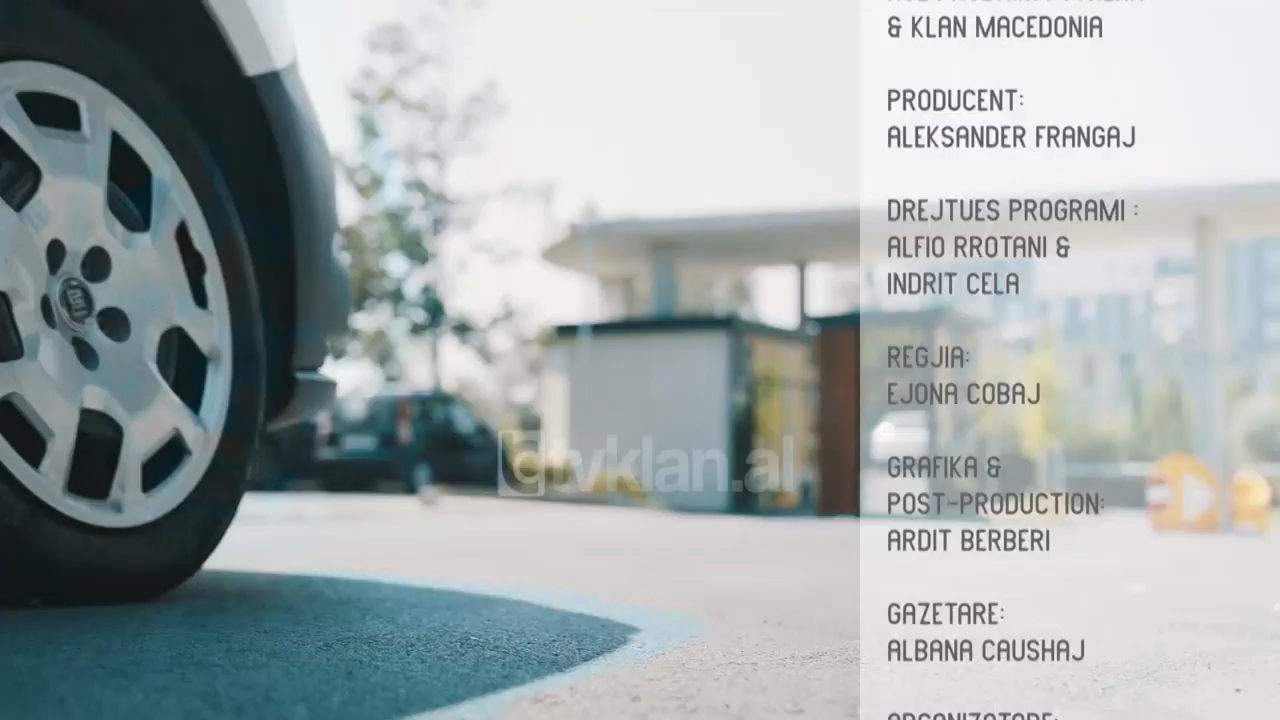 & KLAN MACEDONIA
PRODUCENT:
ALEKSANDER FRANGAJ
DREJTUES PROGRAMI :
ALFIO RROTANI &
INDRIT CELA
REGJIA:
EJONA COBAJ
GRAFIKA &
POST-PRODUCTION:
ARDIT BERBERI
GAZETARE:
ALBANA CAUSHAJ
tvklan.al